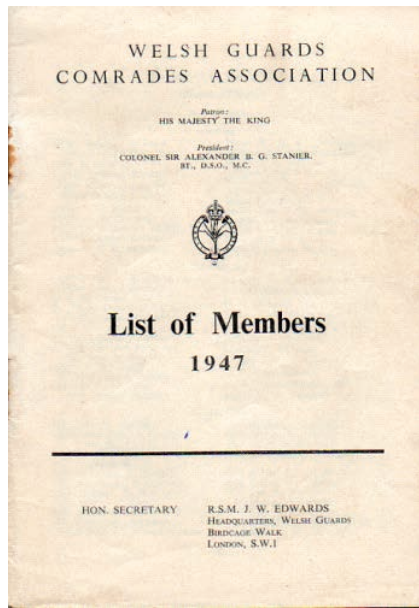 WELSH GUARDS
COMRADES ASSOCIATION
Patron:
HIS MAJESTY THE KING
President:
COLONEL SIR ALEXANDER B. G. STANIER.
BT., D.S.O., M.C.
List of Members
1947
HON. SECRETARY R.S.M. J. W. EDWARDS
HEADQUARTERS, WELSH GUARDS
BIRDCAGE WALK
LONDON, S.W.1